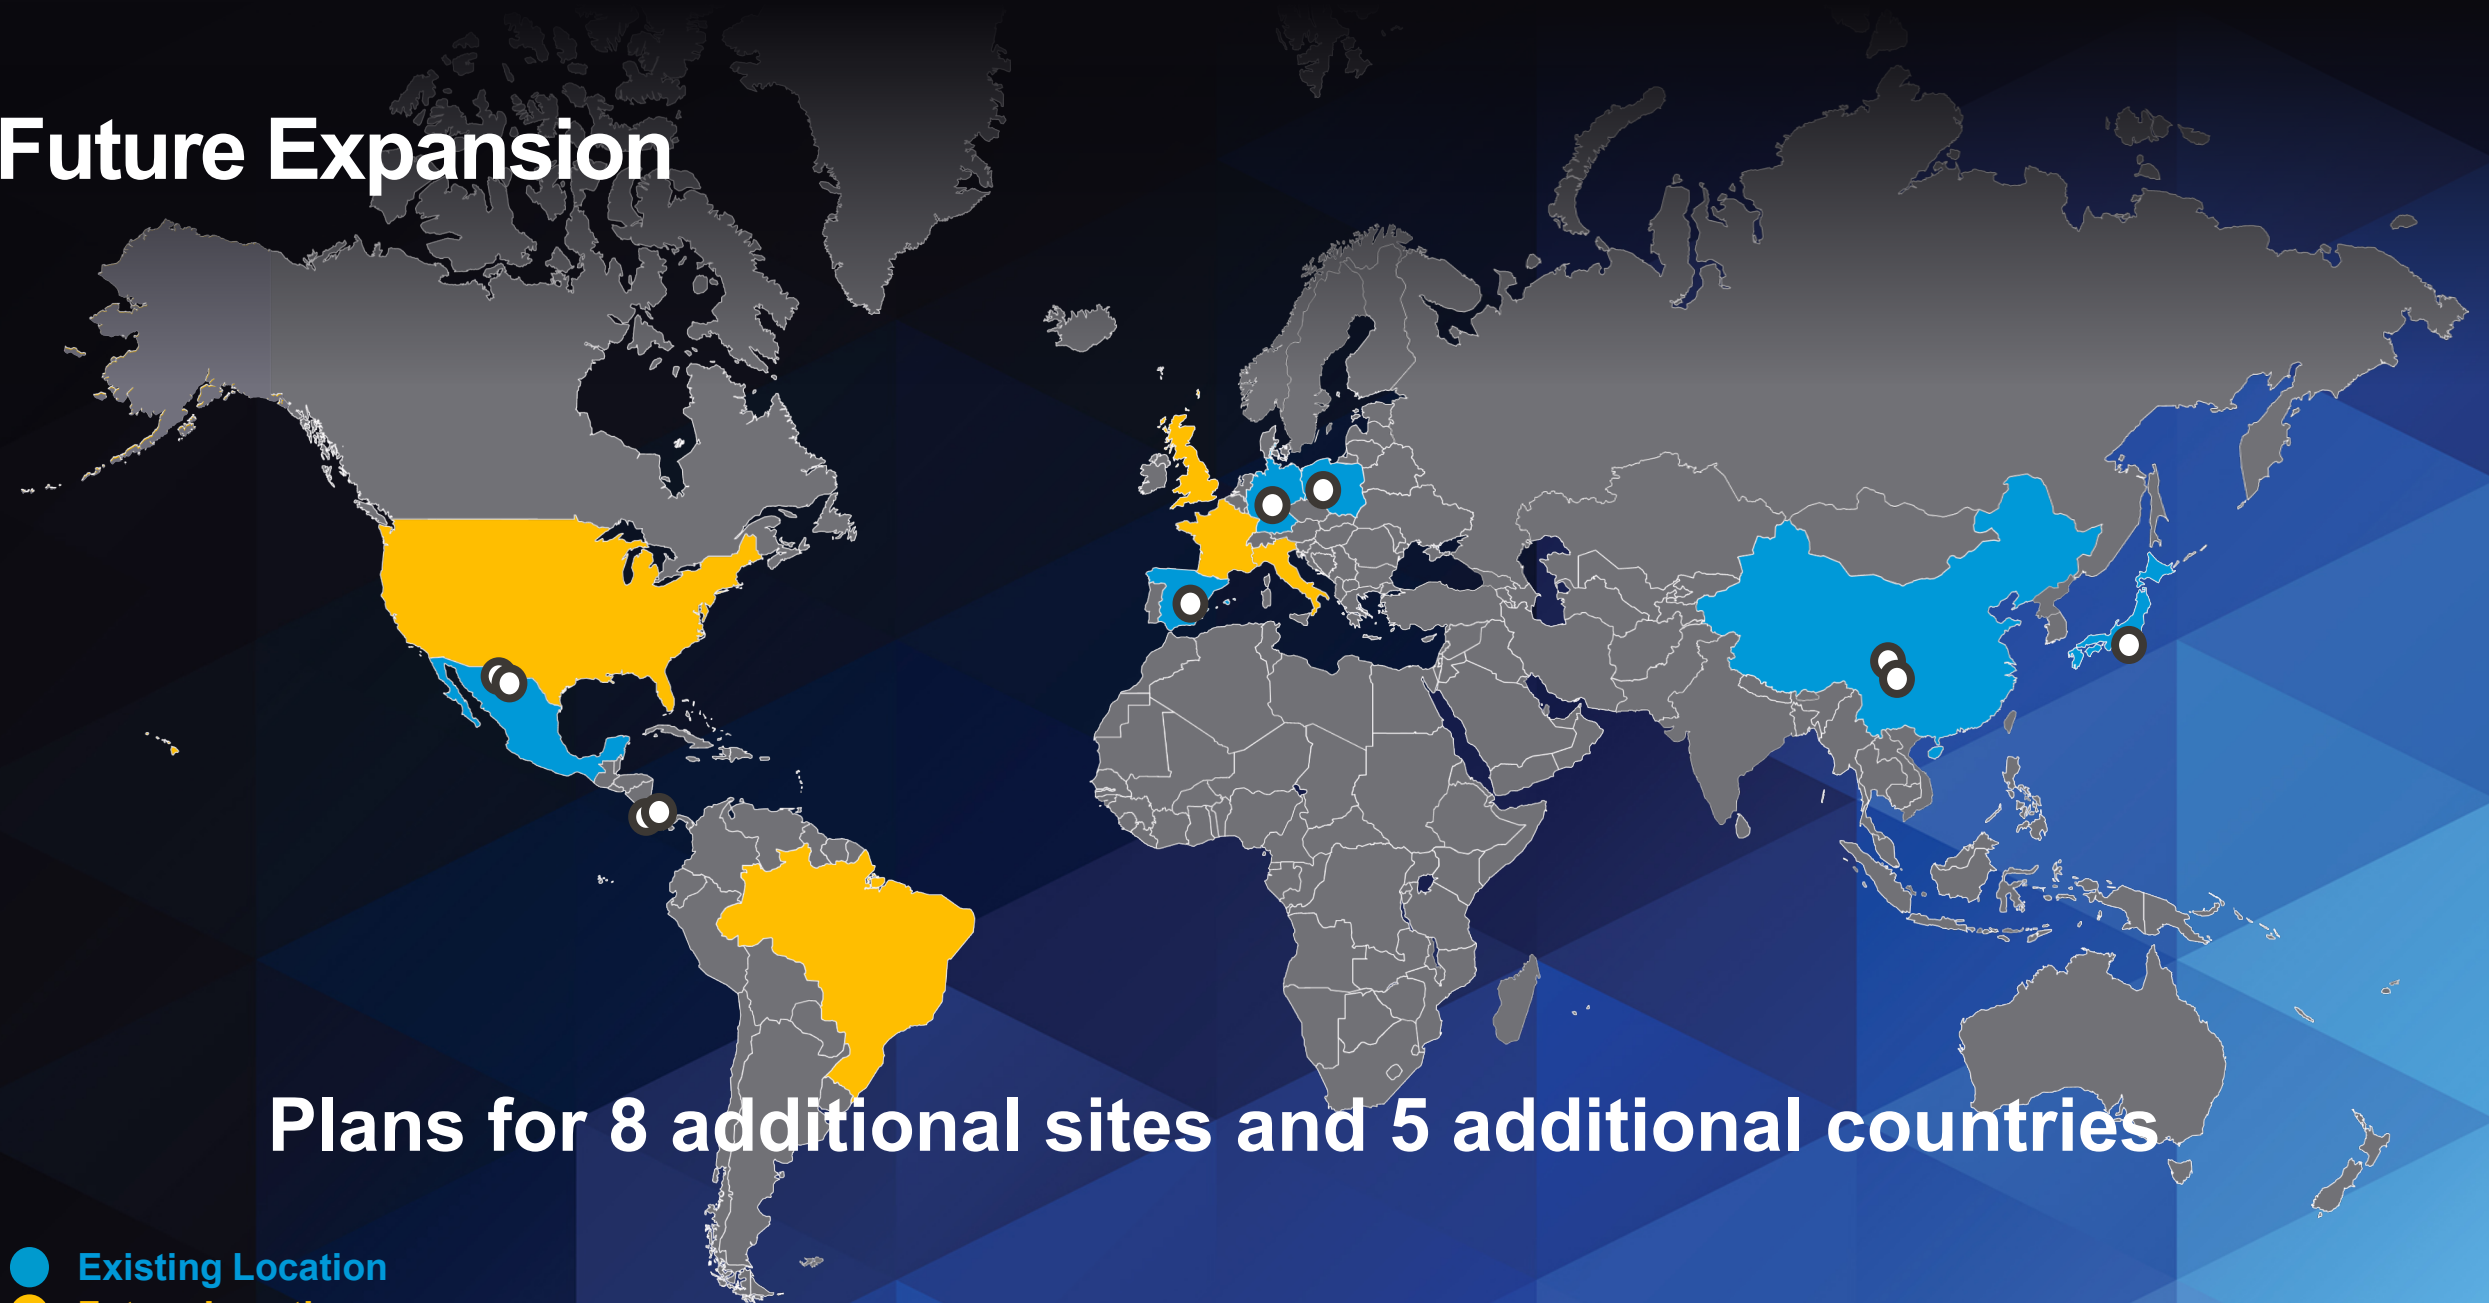 Future Expansion
Plans for 8 additional sites and 5 additional countries
Existing Location